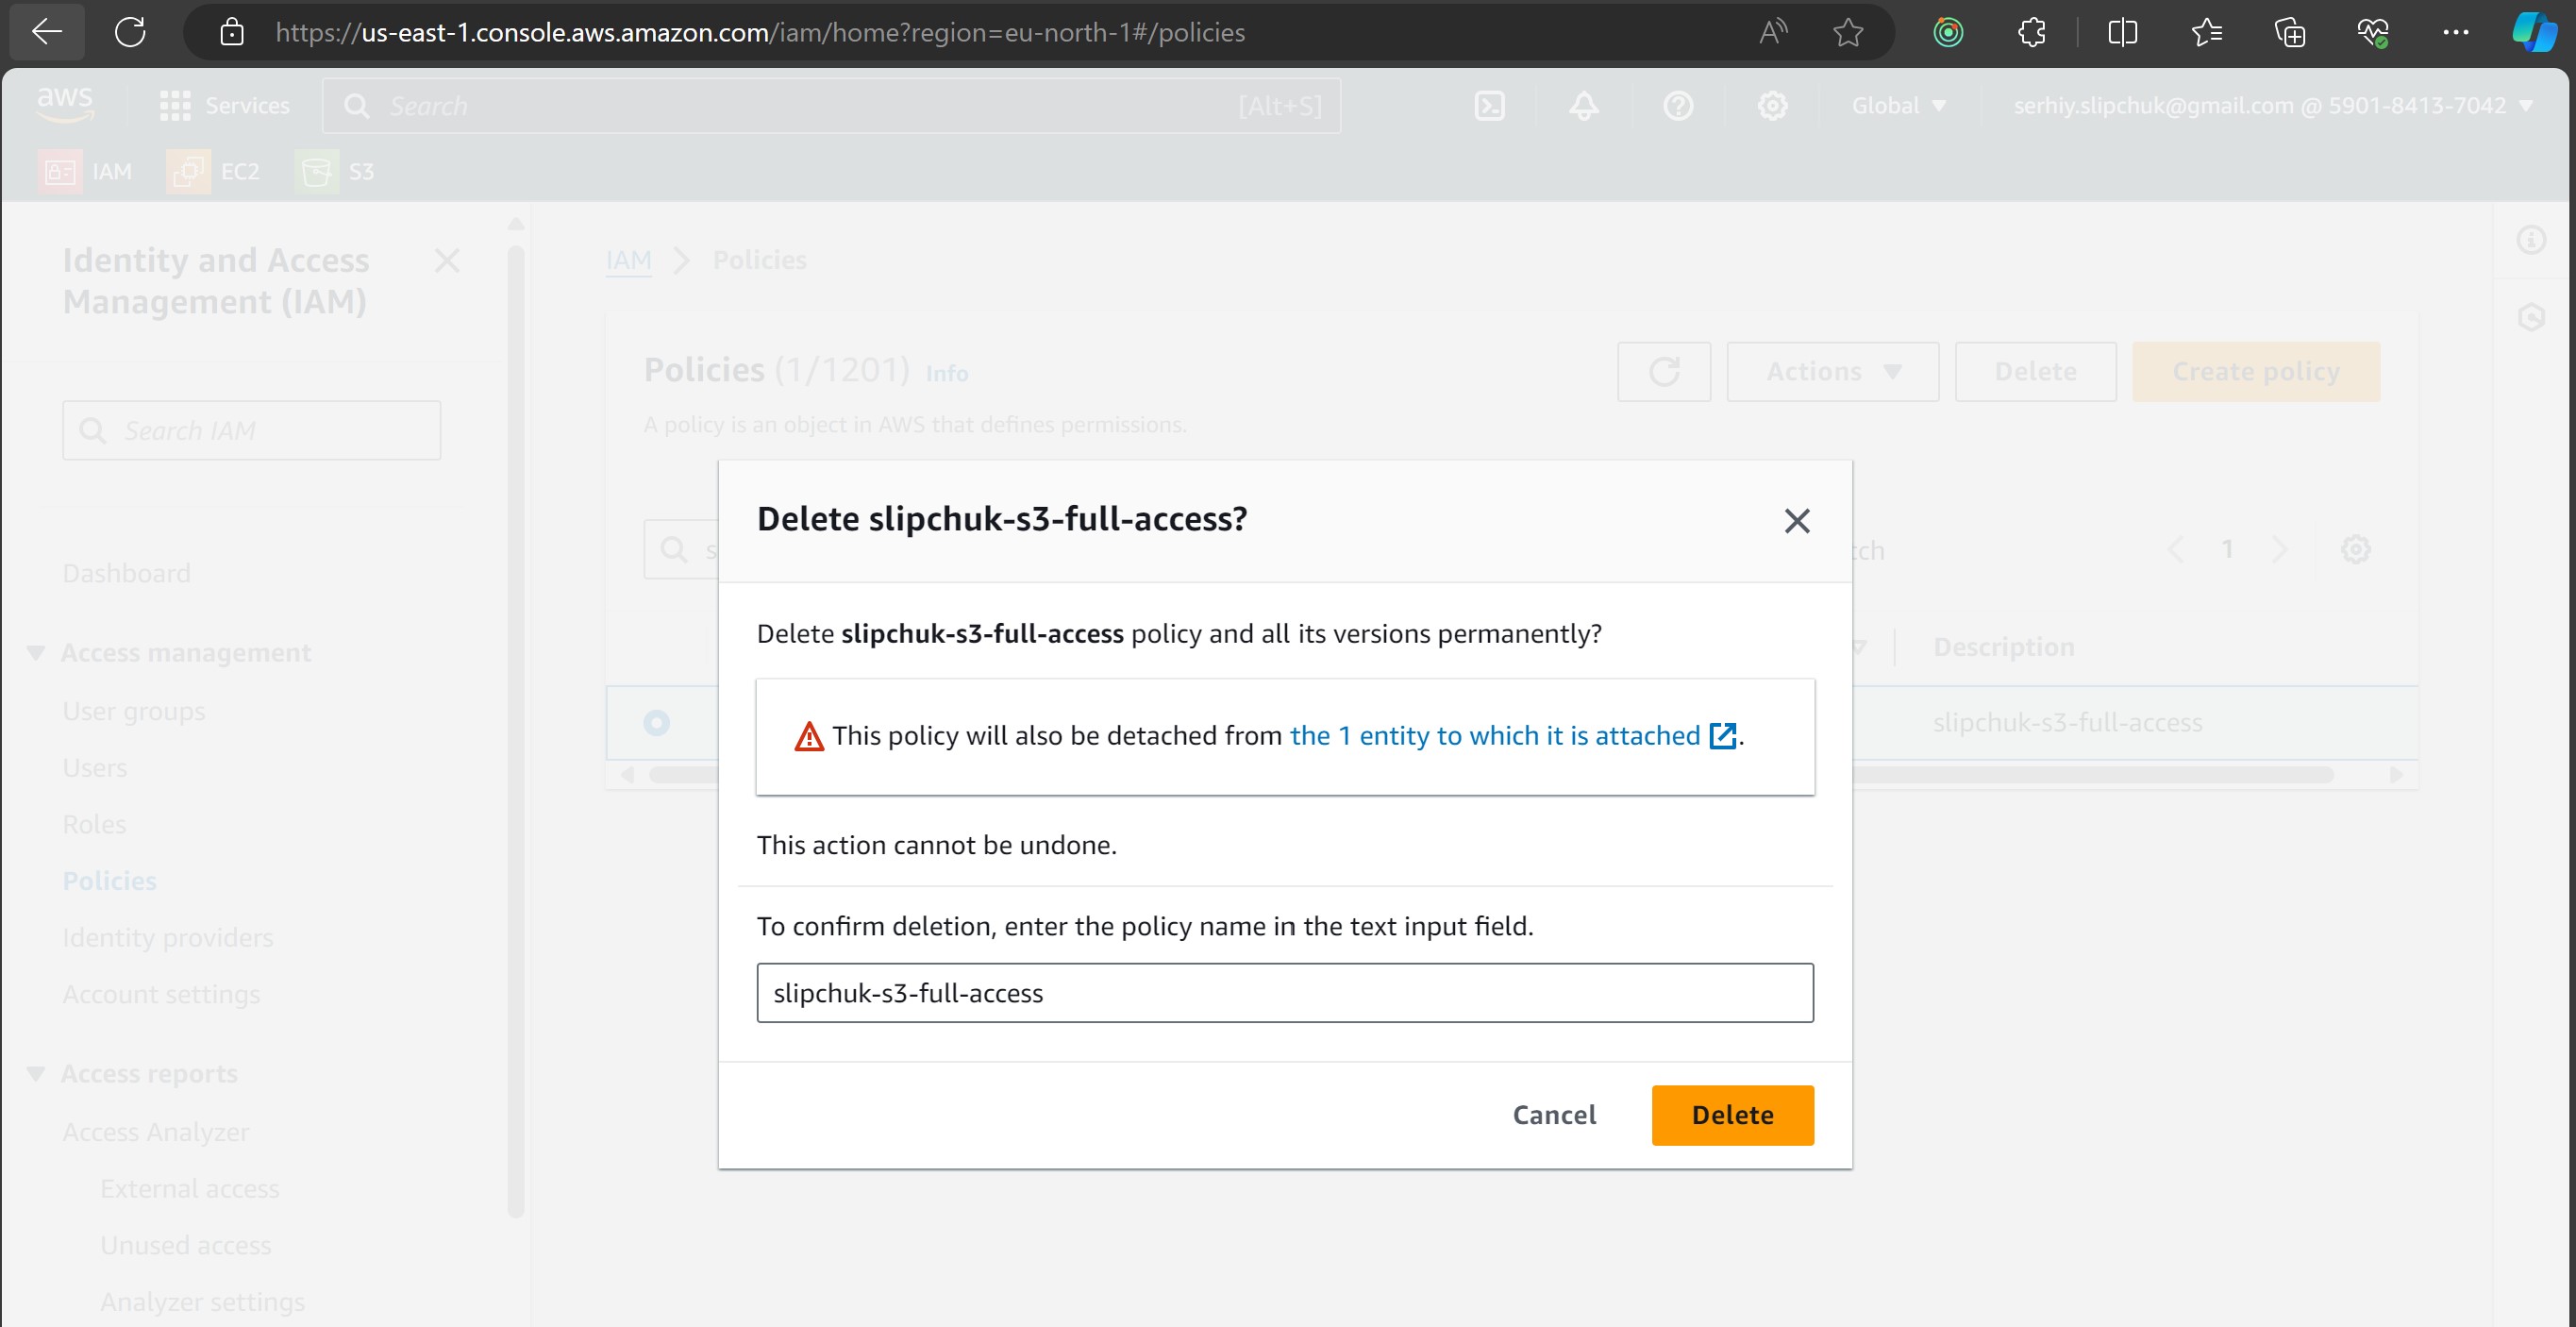 https://us-east-1.console.aws.amazon.com/iam/home?region=eu-north-1#/policies
aws
Services
Search
[Alt+S]
Global
serhiy.slipchuk@gmail.com @ 5901-8413-7042
IAM
EC2
S3
Identity and Access
Management (IAM)
Search IAM
Dashboard
Access management
User groups
Users
Roles
Policies
Identity providers
Account settings
Access reports
Access Analyzer
External access
Unused access
Analyzer settings
IAM > Policies
Policies (1/1201) Info
A policy is an object in AWS that defines permissions.
Actions
Delete
Create policy
1
Description
slipchuk-s3-full-access
Delete slipchuk-s3-full-access?
Delete slipchuk-s3-full-access policy and all its versions permanently?
This policy will also be detached from the 1 entity to which it is attached.
This action cannot be undone.
To confirm deletion, enter the policy name in the text input field.
slipchuk-s3-full-access
Cancel
Delete